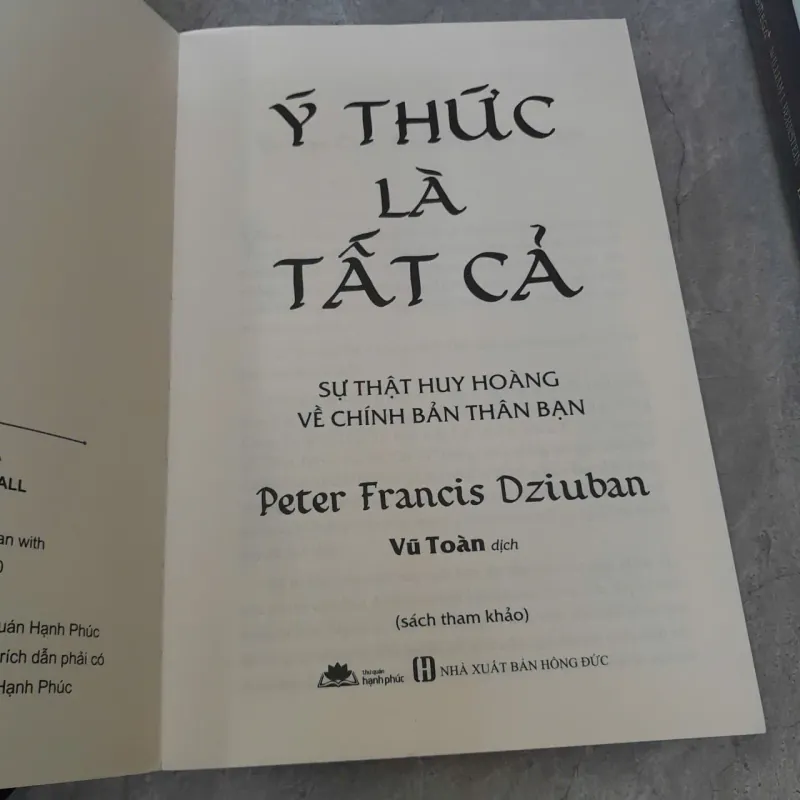 ALL
an with
uán Hạnh Phúc
rích dẫn phải có
Hạnh Phúc
Ý THỨC
LÀ
TẤT CẢ
SỰ THẬT HUY HOÀNG
VỀ CHÍNH BẢN THÂN BẠN
Peter Francis Dziuban
Vũ Toàn dịch
(sách tham khảo)
thư quán
hạnh phúc
NHÀ XUẤT BẢN HỒNG ĐỨC